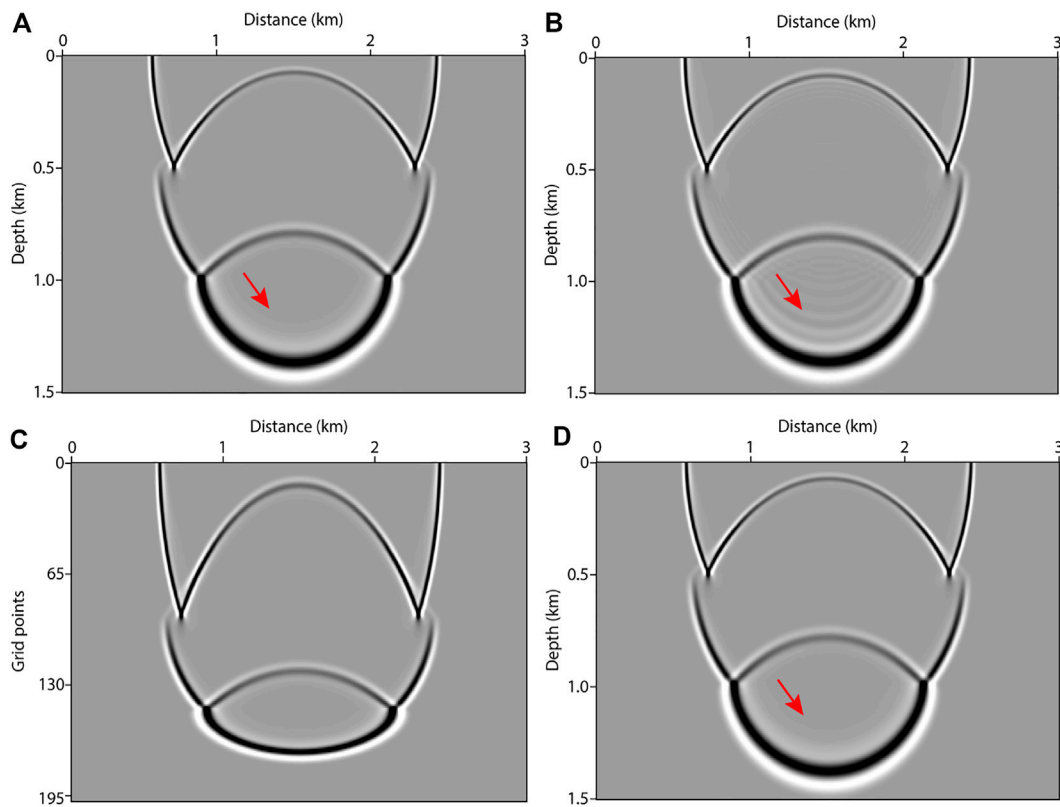 A
Distance (km)
0 1 2 3
0
0.5
1.0
1.5
Depth (km)
B
Distance (km)
0 1 2 3
0
0.5
1.0
1.5
Depth (km)
C
Distance (km)
0 1 2 3
0
65
130
195
Grid points
D
Distance (km)
0 1 2 3
0
0.5
1.0
1.5
Depth (km)